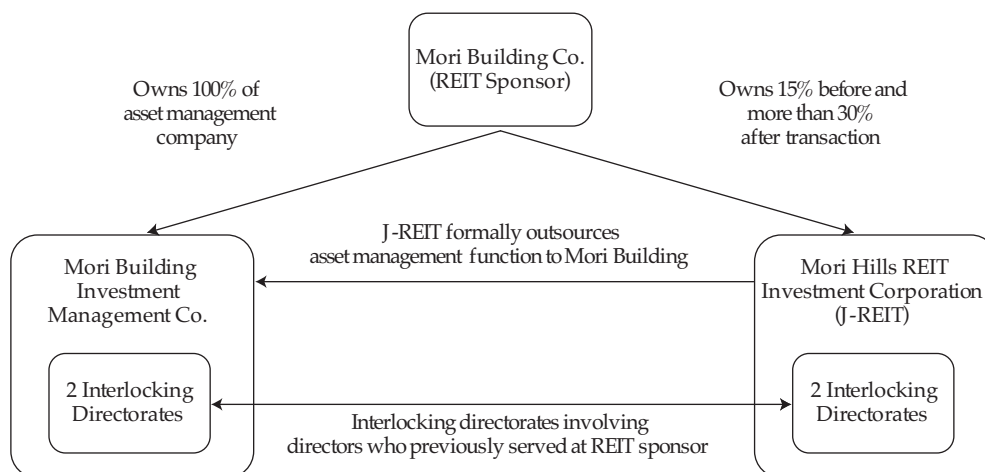 Mori Building Co.
(REIT Sponsor)
Owns 100% of
asset management
company
Owns 15% before and
more than 30%
after transaction
J-REIT formally outsources
asset management function to Mori Building
Mori Building
Investment
Management Co.
Mori Hills REIT
Investment Corporation
(J-REIT)
2 Interlocking
Directorates
2 Interlocking
Directorates
Interlocking directorates involving
directors who previously served at REIT sponsor